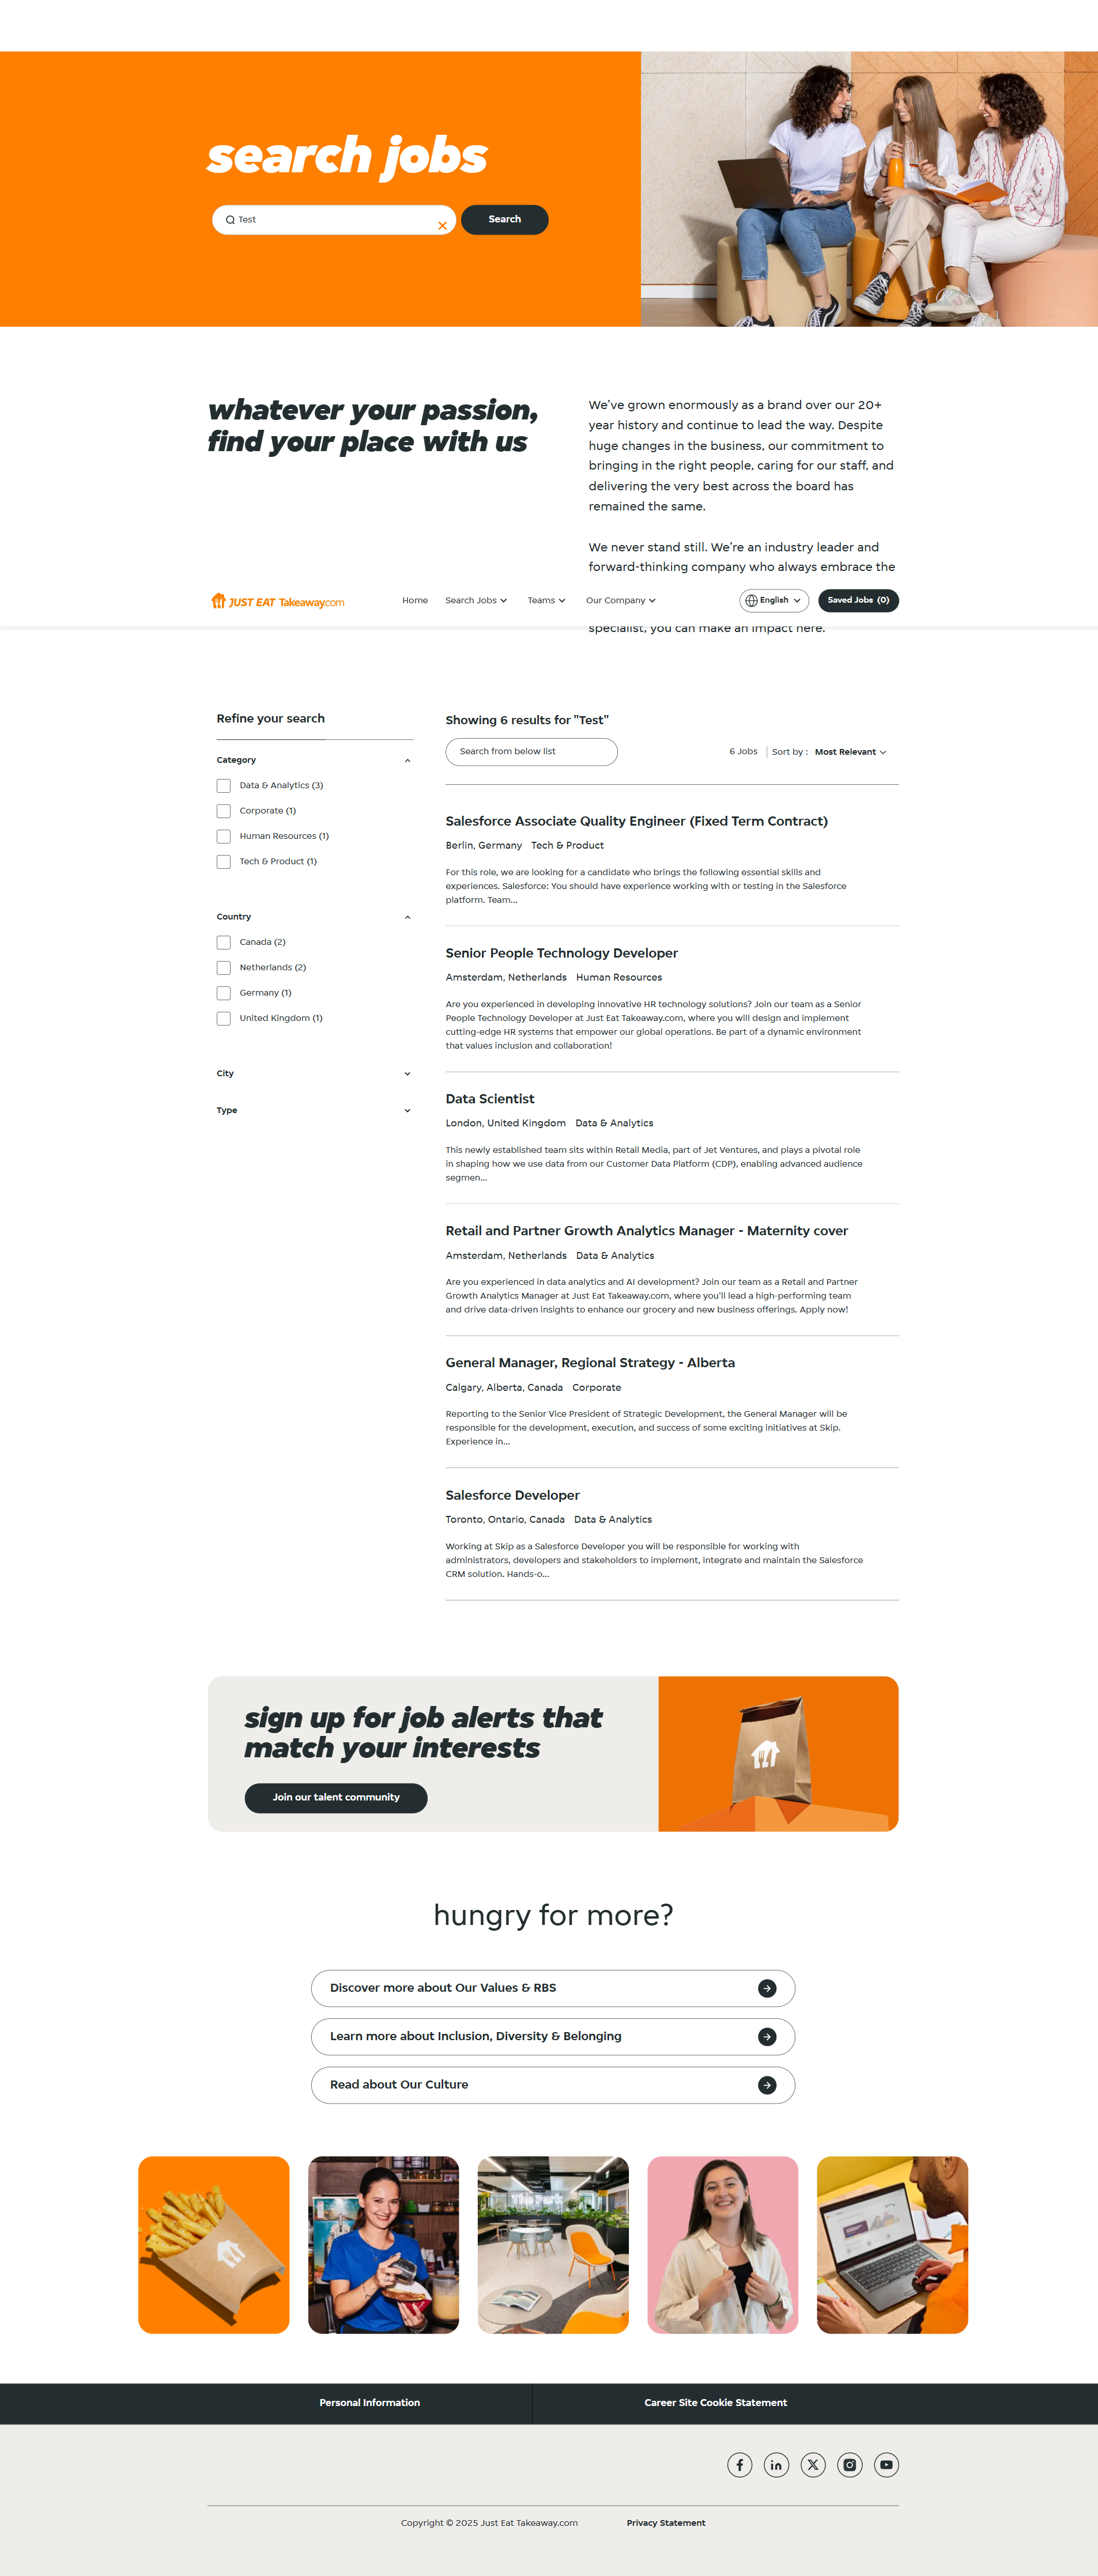 search jobs
Test
Search
whatever your passion,
find your place with us
We've grown enormously as a brand over our 20+
year history and continue to lead the way. Despite
huge changes in the business, our commitment to
bringing in the right people, caring for our staff, and
delivering the very best across the board has
remained the same.
We never stand still. We're an industry leader and
forward-thinking company who always embrace the
JUST EAT Takeaway.com
Home
Search Jobs
Teams
Our Company
English
Saved Jobs (0)
specialist, you can make an impact here.
Refine your search
Category
Data & Analytics (3)
Corporate (1)
Human Resources (1)
Tech & Product (1)
Country
Canada (2)
Netherlands (2)
Germany (1)
United Kingdom (1)
City
Type
Showing 6 results for "Test"
Search from below list
6 Jobs
Sort by : Most Relevant
Salesforce Associate Quality Engineer (Fixed Term Contract)
Berlin, Germany Tech & Product
For this role, we are looking for a candidate who brings the following essential skills and
experiences. Salesforce: You should have experience working with or testing in the Salesforce
platform. Team...
Senior People Technology Developer
Amsterdam, Netherlands Human Resources
Are you experienced in developing innovative HR technology solutions? Join our team as a Senior
People Technology Developer at Just Eat Takeaway.com, where you will design and implement
cutting-edge HR systems that empower our global operations. Be part of a dynamic environment
that values inclusion and collaboration!
Data Scientist
London, United Kingdom Data & Analytics
This newly established team sits within Retail Media, part of Jet Ventures, and plays a pivotal role
in shaping how we use data from our Customer Data Platform (CDP), enabling advanced audience
segmen...
Retail and Partner Growth Analytics Manager - Maternity cover
Amsterdam, Netherlands Data & Analytics
Are you experienced in data analytics and AI development? Join our team as a Retail and Partner
Growth Analytics Manager at Just Eat Takeaway.com, where you'll lead a high-performing team
and drive data-driven insights to enhance our grocery and new business offerings. Apply now!
General Manager, Regional Strategy - Alberta
Calgary, Alberta, Canada Corporate
Reporting to the Senior Vice President of Strategic Development, the General Manager will be
responsible for the development, execution, and success of some exciting initiatives at Skip.
Experience in...
Salesforce Developer
Toronto, Ontario, Canada Data & Analytics
Working at Skip as a Salesforce Developer you will be responsible for working with
administrators, developers and stakeholders to implement, integrate and maintain the Salesforce
CRM solution. Hands-o...
sign up for job alerts that
match your interests
Join our talent community
hungry for more?
Discover more about Our Values & RBS
Learn more about Inclusion, Diversity & Belonging
Read about Our Culture
Personal Information
Career Site Cookie Statement
Copyright © 2025 Just Eat Takeaway.com
Privacy Statement